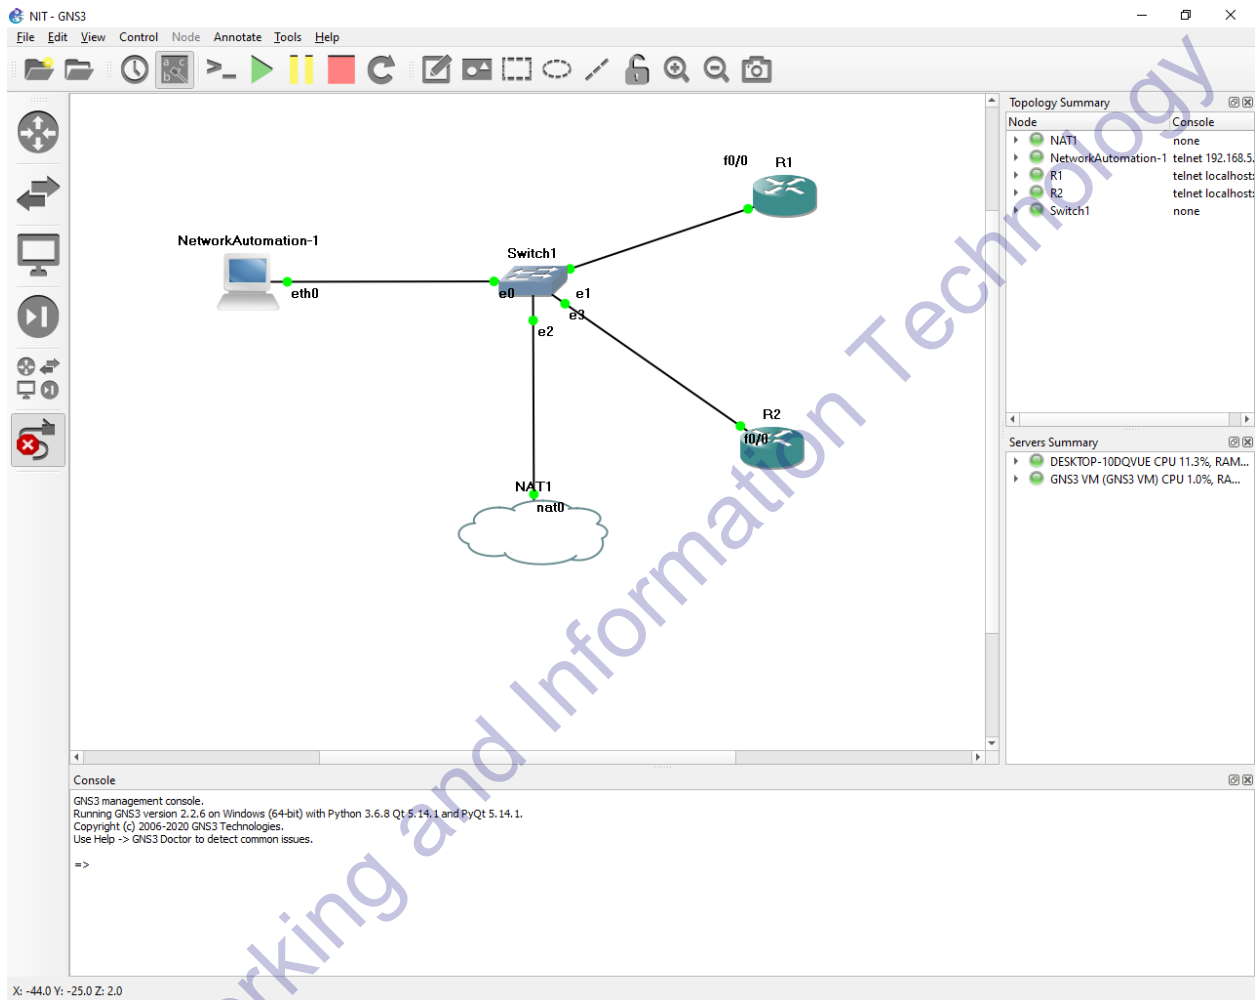 NIT - GNS3
File Edit View Control Node Annotate Tools Help
Topology Summary
Node Console
NAT1 none
NetworkAutomation-1 telnet 192.168.5.
R1 telnet localhost:
R2 telnet localhost:
Switch1 none
f0/0 R1
NetworkAutomation-1
Switch1
eth0
e0
e1
e3
e2
R2
f0/0
NAT1
nat0
Servers Summary
DESKTOP-10DQVUE CPU 11.3%, RAM...
GNS3 VM (GNS3 VM) CPU 1.0%, RA...
Console
GNS3 management console.
Running GNS3 version 2.2.6 on Windows (64-bit) with Python 3.6.8 Qt 5.14.1 and PyQt 5.14.1.
Copyright (c) 2006-2020 GNS3 Technologies.
Use Help -> GNS3 Doctor to detect common issues.
=>
X: -44.0 Y: -25.0 Z: 2.0
and Information Technology